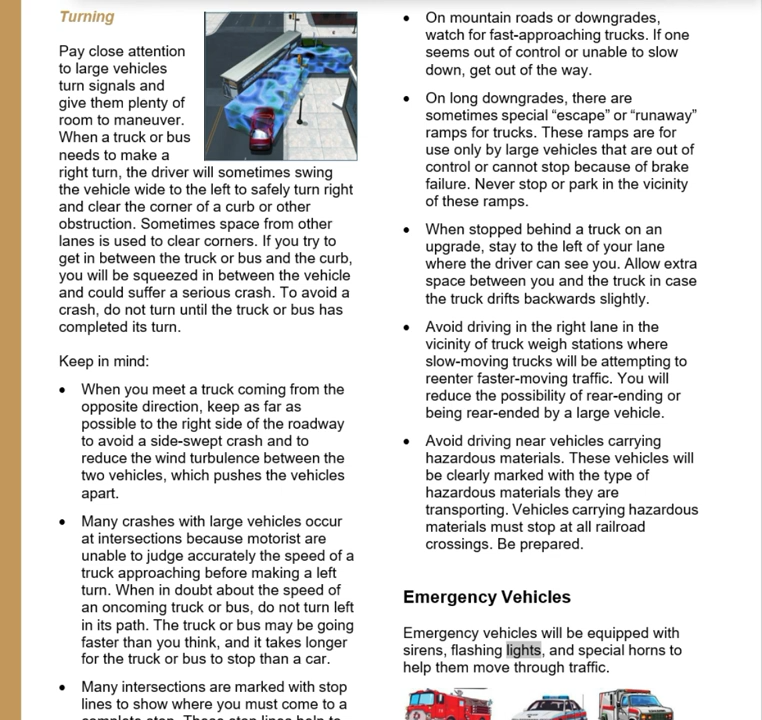 Turning
Pay close attention
to large vehicles
turn signals and
give them plenty of
room to maneuver.
When a truck or bus
needs to make a
right turn, the driver will sometimes swing
the vehicle wide to the left to safely turn right
and clear the corner of a curb or other
obstruction. Sometimes space from other
lanes is used to clear corners. If you try to
get in between the truck or bus and the curb,
you will be squeezed in between the vehicle
and could suffer a serious crash. To avoid a
crash, do not turn until the truck or bus has
completed its turn.
Keep in mind:
• When you meet a truck coming from the
opposite direction, keep as far as
possible to the right side of the roadway
to avoid a side-swept crash and to
reduce the wind turbulence between the
two vehicles, which pushes the vehicles
apart.
• Many crashes with large vehicles occur
at intersections because motorist are
unable to judge accurately the speed of a
truck approaching before making a left
turn. When in doubt about the speed of
an oncoming truck or bus, do not turn left
in its path. The truck or bus may be going
faster than you think, and it takes longer
for the truck or bus to stop than a car.
• Many intersections are marked with stop
lines to show where you must come to a
complete stop. These stop lines help to
• On mountain roads or downgrades,
watch for fast-approaching trucks. If one
seems out of control or unable to slow
down, get out of the way.
• On long downgrades, there are
sometimes special “escape” or “runaway”
ramps for trucks. These ramps are for
use only by large vehicles that are out of
control or cannot stop because of brake
failure. Never stop or park in the vicinity
of these ramps.
• When stopped behind a truck on an
upgrade, stay to the left of your lane
where the driver can see you. Allow extra
space between you and the truck in case
the truck drifts backwards slightly.
• Avoid driving in the right lane in the
vicinity of truck weigh stations where
slow-moving trucks will be attempting to
reenter faster-moving traffic. You will
reduce the possibility of rear-ending or
being rear-ended by a large vehicle.
• Avoid driving near vehicles carrying
hazardous materials. These vehicles will
be clearly marked with the type of
hazardous materials they are
transporting. Vehicles carrying hazardous
materials must stop at all railroad
crossings. Be prepared.
Emergency Vehicles
Emergency vehicles will be equipped with
sirens, flashing lights, and special horns to
help them move through traffic.